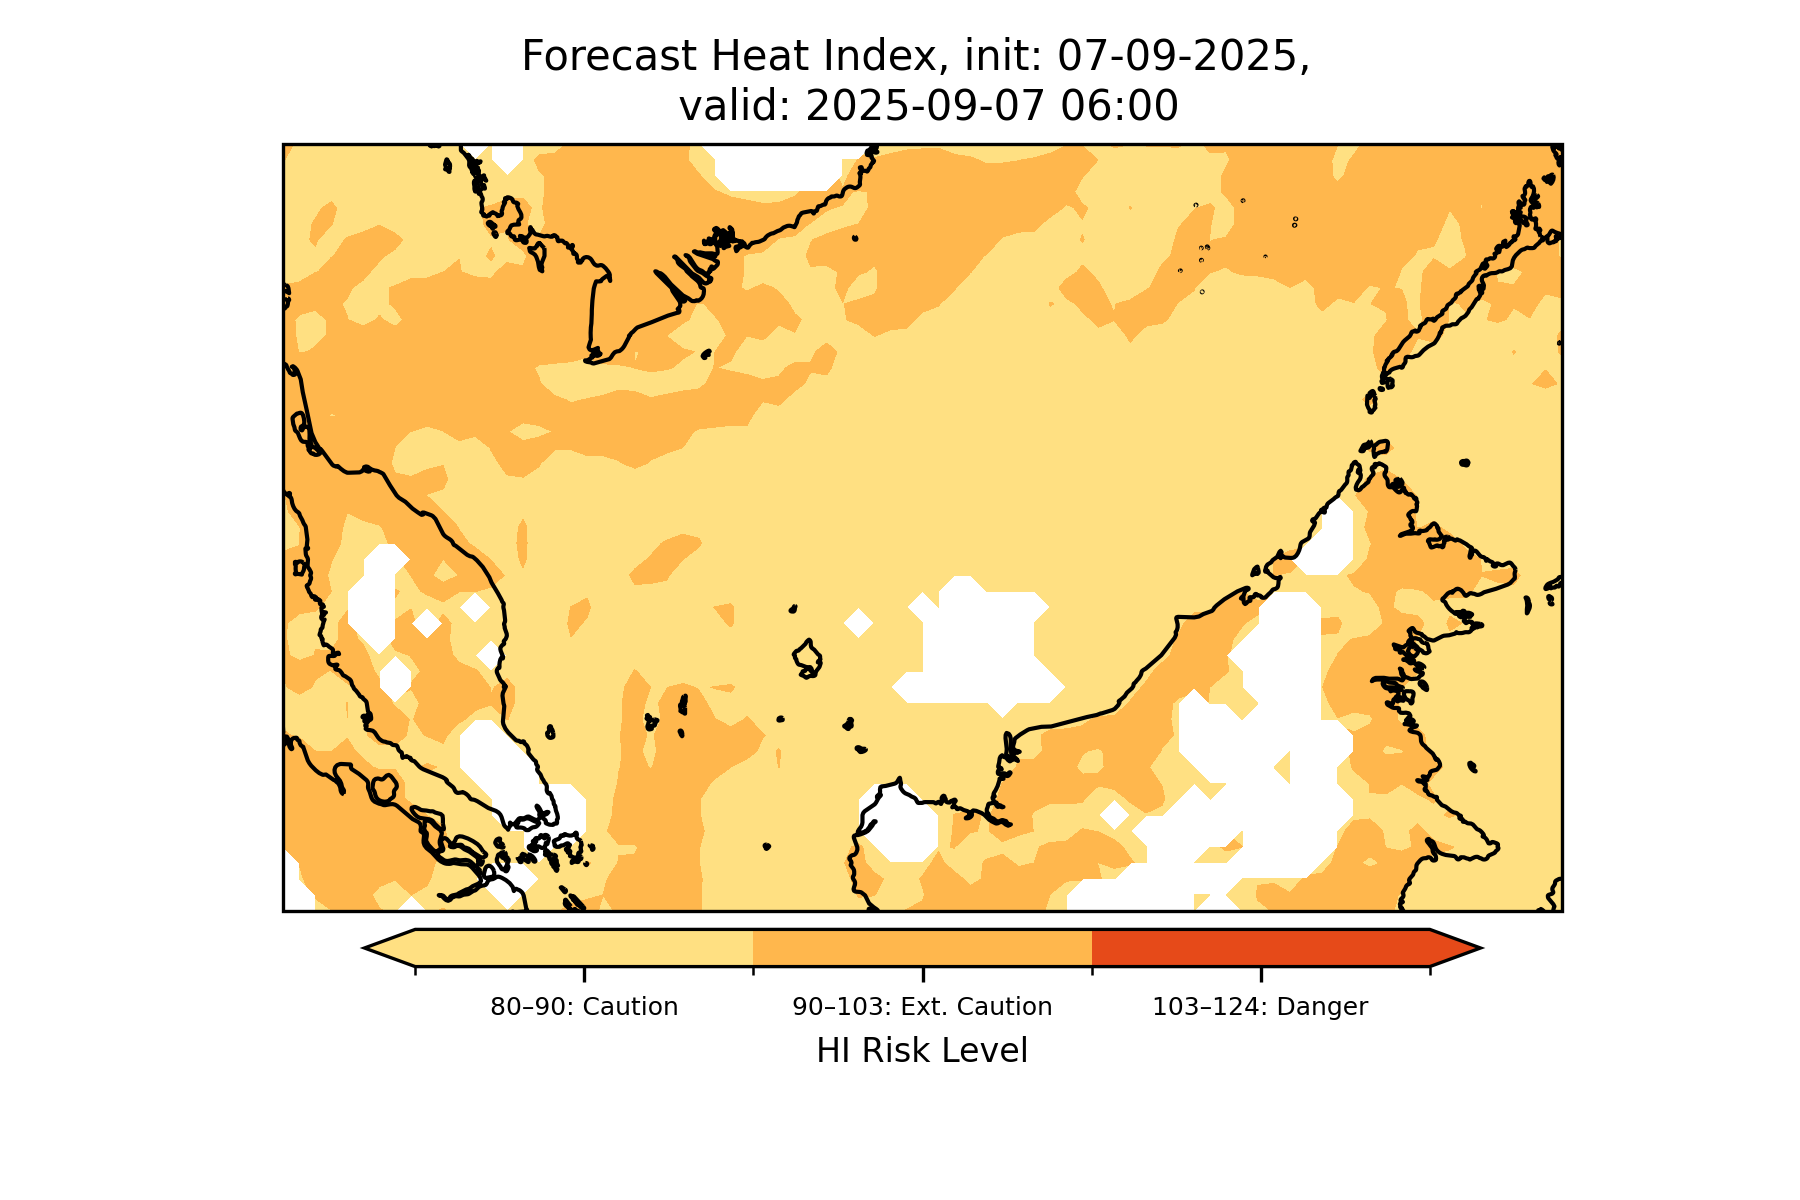 Forecast Heat Index, init: 07-09-2025,
valid: 2025-09-07 06:00
80–90: Caution
90–103: Ext. Caution
103–124: Danger
HI Risk Level